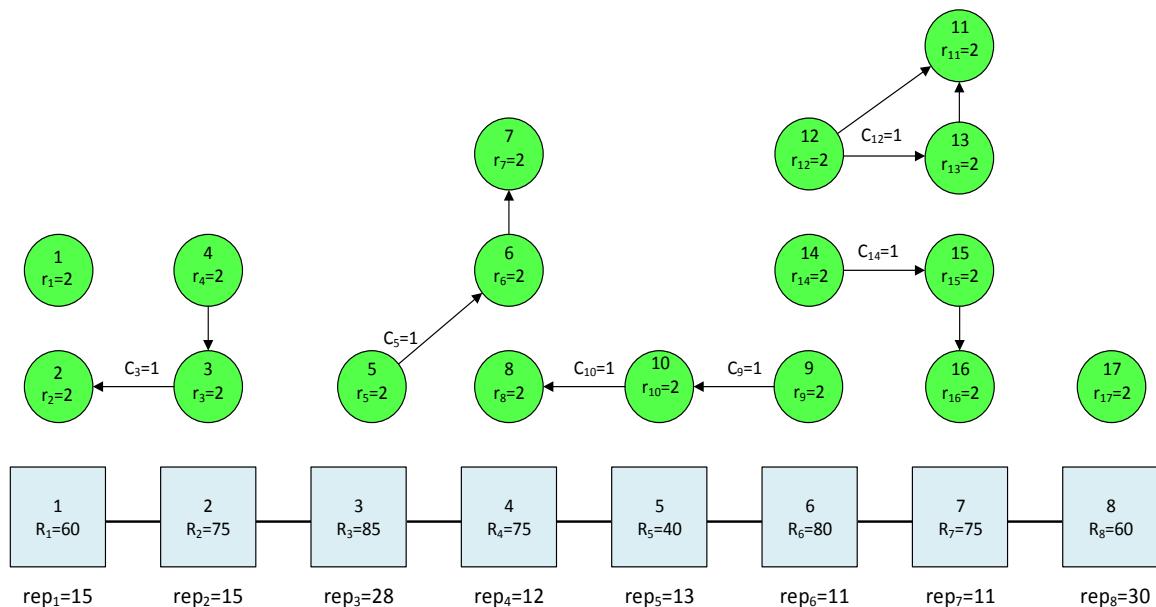 11
r₁₁=2
7
r₇=2
12
r₁₂=2
C₁₂=1
13
r₁₃=2
1
r₁=2
4
r₄=2
6
r₆=2
14
r₁₄=2
C₁₄=1
15
r₁₅=2
2
r₂=2
C₃=1
3
r₃=2
C₅=1
5
r₅=2
8
r₈=2
C₁₀=1
10
r₁₀=2
C₉=1
9
r₉=2
16
r₁₆=2
17
r₁₇=2
1
R₁=60
2
R₂=75
3
R₃=85
4
R₄=75
5
R₅=40
6
R₆=80
7
R₇=75
8
R₈=60
rep₁=15
rep₂=15
rep₃=28
rep₄=12
rep₅=13
rep₆=11
rep₇=11
rep₈=30